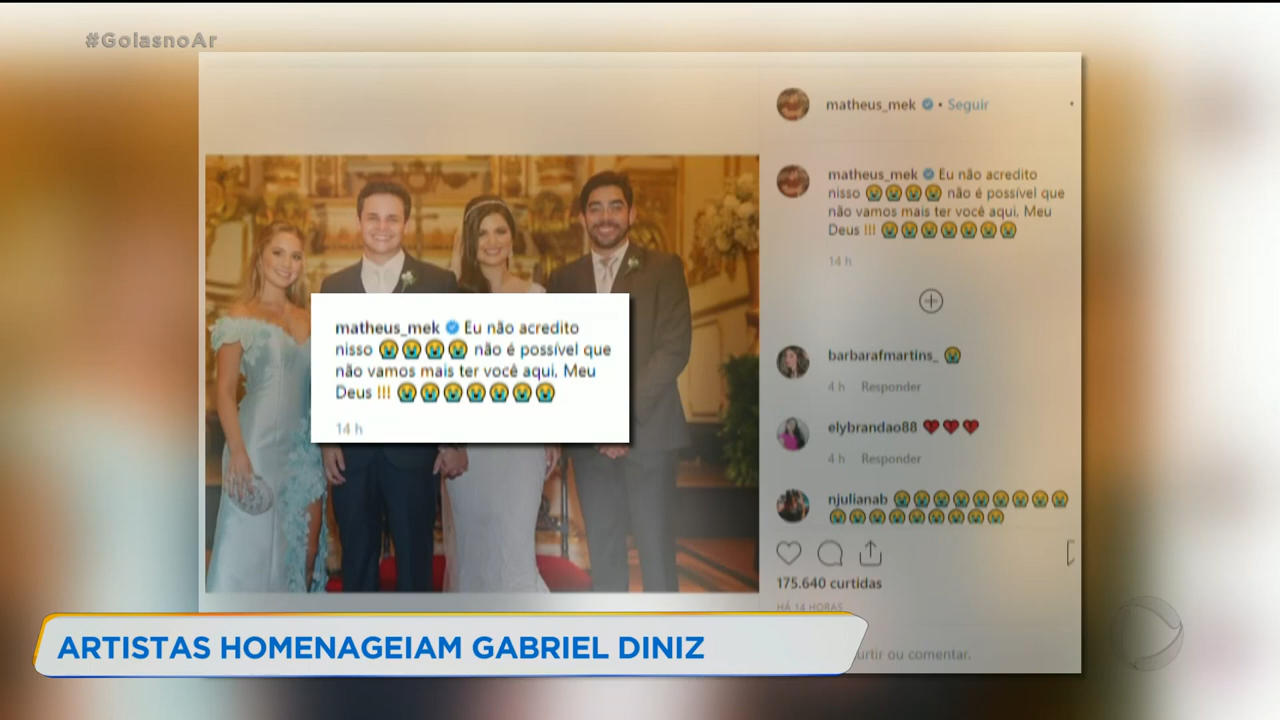 #GolasnoAr
matheus_mek • Seguir
matheus_mek Eu não acredito
nisso 😭😭😭😭 não é possível que
não vamos mais ter você aqui. Meu
Deus !!! 😭😭😭😭😭😭😭
14 h
matheus_mek Eu não acredito
nisso 😭😭😭😭 não é possível que
não vamos mais ter você aqui. Meu
Deus !!! 😭😭😭😭😭😭😭
14 h
barbarafmartins_ 😭
4 h Responder
elybrandao88 ❤❤❤
4 h Responder
njulianab 😭😭😭😭😭😭😭😭😭
😭😭😭😭😭😭😭😭😭
175.640 curtidas
HÁ 14 HORAS
ou comentar.
ARTISTAS HOMENAGEIAM GABRIEL DINIZ